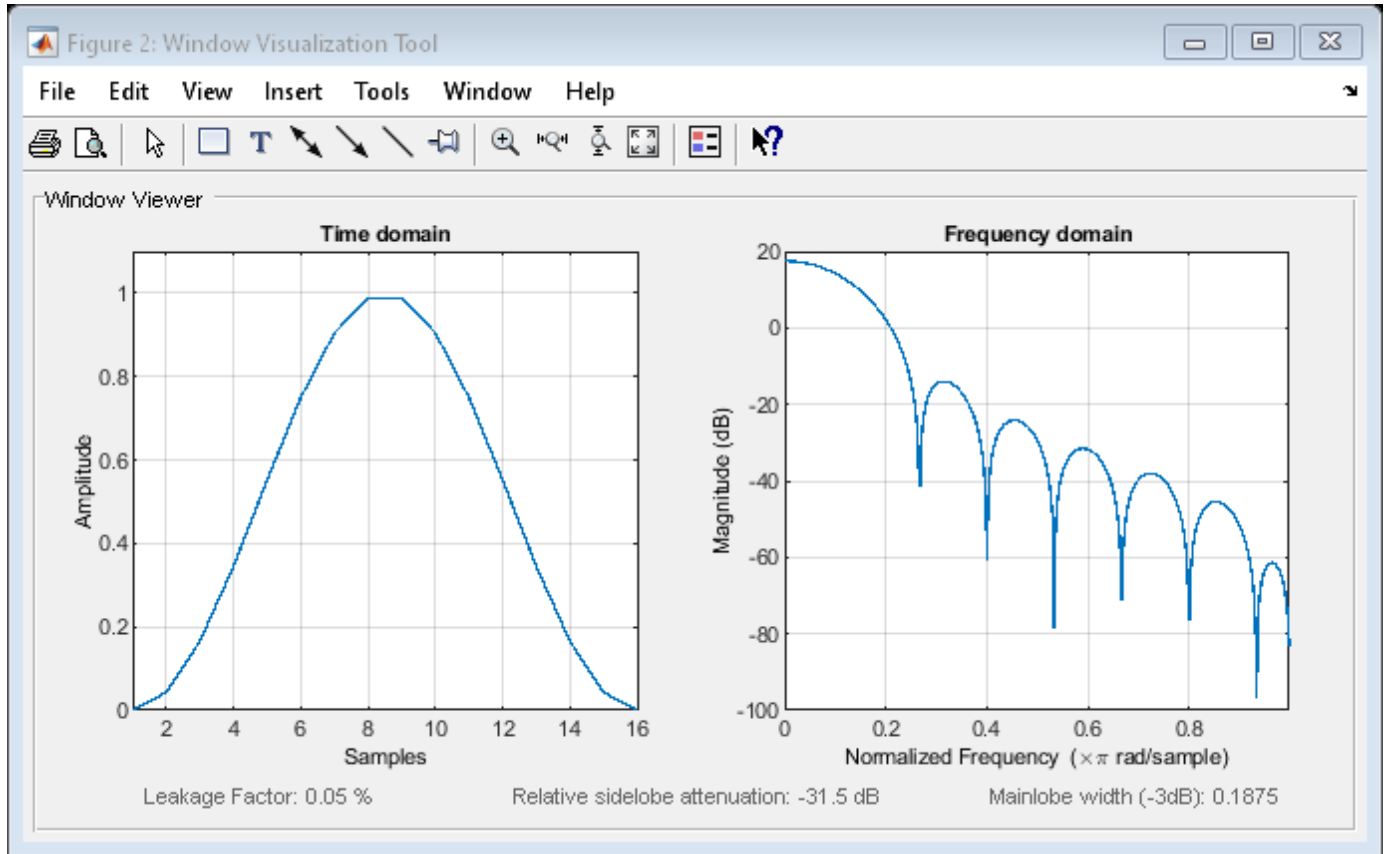 Figure 2: Window Visualization Tool
File Edit View Insert Tools Window Help
T ?
Window Viewer
Time domain
1
0.8
0.6
0.4
0.2
0
Amplitude
2 4 6 8 10 12 14 16
Samples
Frequency domain
20
0
-20
-40
-60
-80
-100
Magnitude (dB)
0 0.2 0.4 0.6 0.8
Normalized Frequency (×π rad/sample)
Leakage Factor: 0.05 % Relative sidelobe attenuation: -31.5 dB Mainlobe width (-3dB): 0.1875